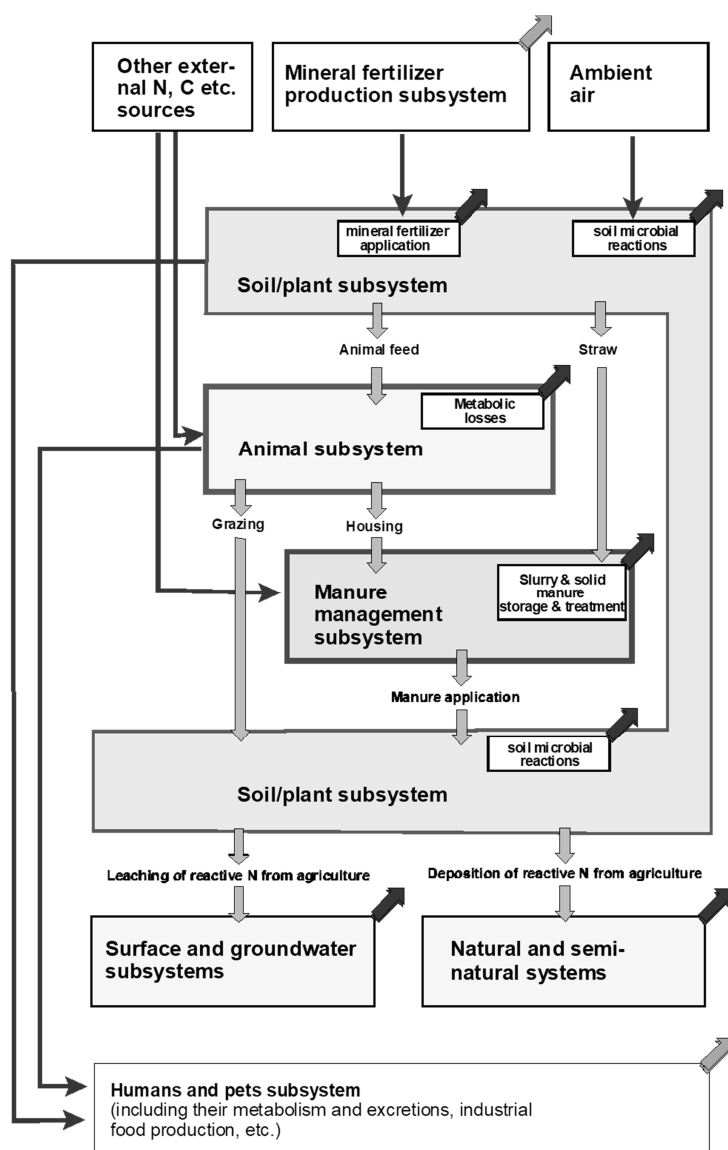 Other exter-
nal N, C etc.
sources
Mineral fertilizer
production subsystem
Ambient
air
mineral fertilizer
application
soil microbial
reactions
Soil/plant subsystem
Animal feed
Straw
Metabolic
losses
Animal subsystem
Grazing
Housing
Slurry & solid
manure
storage & treatment
Manure
management
subsystem
Manure application
soil microbial
reactions
Soil/plant subsystem
Leaching of reactive N from agriculture
Deposition of reactive N from agriculture
Surface and groundwater
subsystems
Natural and semi-
natural systems
Humans and pets subsystem
(including their metabolism and excretions, industrial
food production, etc.)